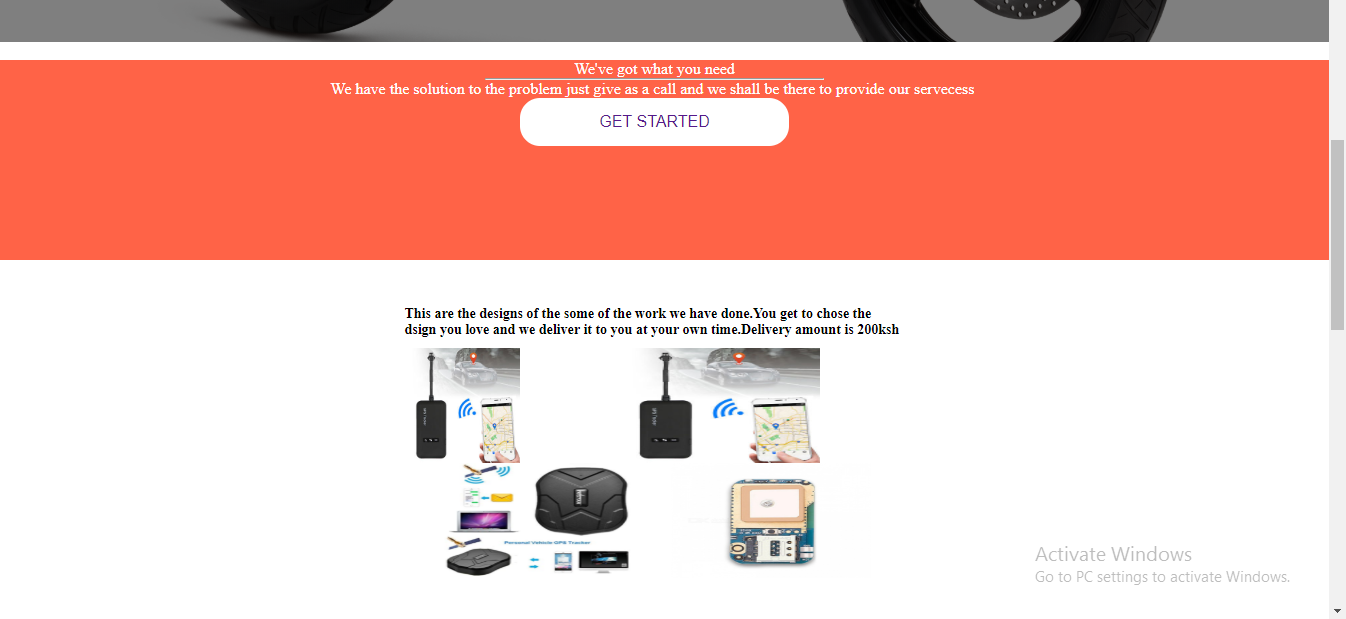 We've got what you need
We have the solution to the problem just give as a call and we shall be there to provide our servecess
GET STARTED
This are the designs of the some of the work we have done.You get to chose the
dsign you love and we deliver it to you at your own time.Delivery amount is 200ksh
Personal Vehicle GPS Tracker
Activate Windows
Go to PC settings to activate Windows.